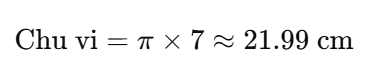 Chu vi = π × 7 ≈ 21.99 cm